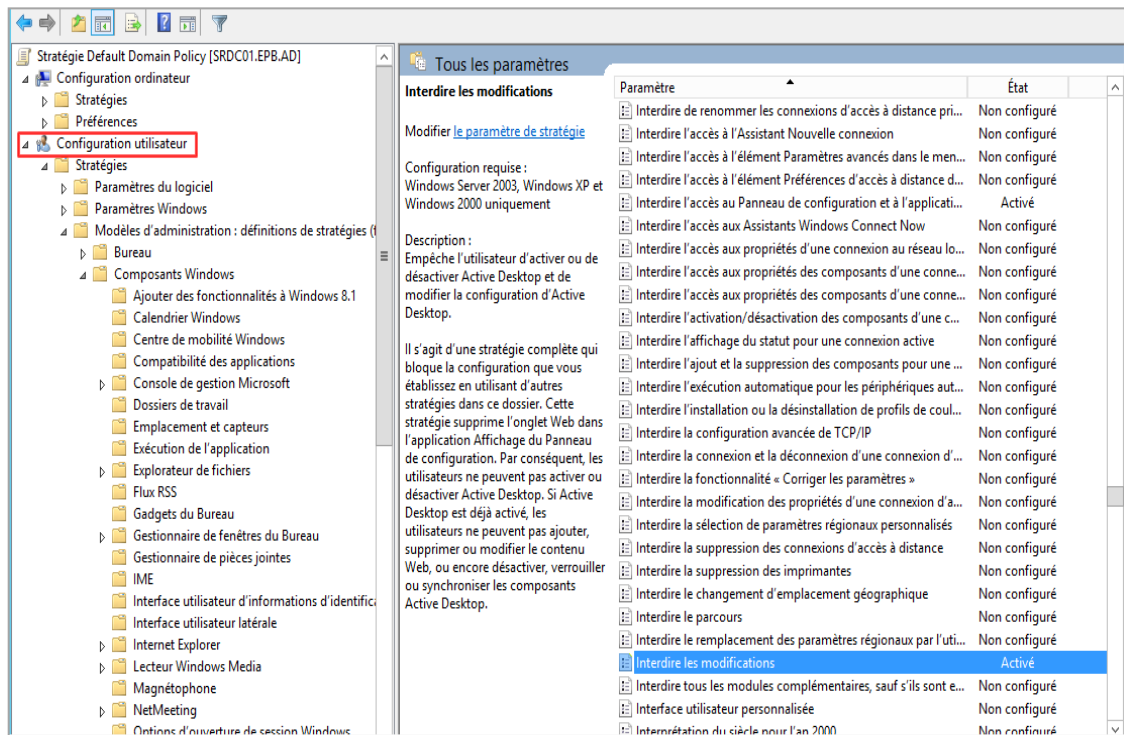 Stratégie Default Domain Policy [SRDC01.EPB.AD]
Configuration ordinateur
Stratégies
Préférences
Configuration utilisateur
Stratégies
Paramètres du logiciel
Paramètres Windows
Modèles d'administration : définitions de stratégies (f
Bureau
Composants Windows
Ajouter des fonctionnalités à Windows 8.1
Calendrier Windows
Centre de mobilité Windows
Compatibilité des applications
Console de gestion Microsoft
Dossiers de travail
Emplacement et capteurs
Exécution de l'application
Explorateur de fichiers
Flux RSS
Gadgets du Bureau
Gestionnaire de fenêtres du Bureau
Gestionnaire de pièces jointes
IME
Interface utilisateur d'informations d'identifica
Interface utilisateur latérale
Internet Explorer
Lecteur Windows Media
Magnétophone
NetMeeting
Options d'ouverture de session Windows
Tous les paramètres
Interdire les modifications
Modifier le paramètre de stratégie
Configuration requise :
Windows Server 2003, Windows XP et
Windows 2000 uniquement
Description :
Empêche l'utilisateur d'activer ou de
désactiver Active Desktop et de
modifier la configuration d'Active
Desktop.
Il s'agit d'une stratégie complète qui
bloque la configuration que vous
établissez en utilisant d'autres
stratégies dans ce dossier. Cette
stratégie supprime l'onglet Web dans
l'application Affichage du Panneau
de configuration. Par conséquent, les
utilisateurs ne peuvent pas activer ou
désactiver Active Desktop. Si Active
Desktop est déjà activé, les
utilisateurs ne peuvent pas ajouter,
supprimer ou modifier le contenu
Web, ou encore désactiver, verrouiller
ou synchroniser les composants
Active Desktop.
Paramètre État
Interdire de renommer les connexions d'accès à distance pri... Non configuré
Interdire l'accès à l'Assistant Nouvelle connexion Non configuré
Interdire l'accès à l'élément Paramètres avancés dans le men... Non configuré
Interdire l'accès à l'élément Préférences d'accès à distance d... Non configuré
Interdire l'accès au Panneau de configuration et à l'applicati... Activé
Interdire l'accès aux Assistants Windows Connect Now Non configuré
Interdire l'accès aux propriétés d'une connexion au réseau lo... Non configuré
Interdire l'accès aux propriétés des composants d'une conne... Non configuré
Interdire l'accès aux propriétés des composants d'une conne... Non configuré
Interdire l'activation/désactivation des composants d'une c... Non configuré
Interdire l'affichage du statut pour une connexion active Non configuré
Interdire l'ajout et la suppression des composants pour une ... Non configuré
Interdire l'exécution automatique pour les périphériques aut... Non configuré
Interdire l'installation ou la désinstallation de profils de coul... Non configuré
Interdire la configuration avancée de TCP/IP Non configuré
Interdire la connexion et la déconnexion d'une connexion d'... Non configuré
Interdire la fonctionnalité « Corriger les paramètres » Non configuré
Interdire la modification des propriétés d'une connexion d'a... Non configuré
Interdire la sélection de paramètres régionaux personnalisés Non configuré
Interdire la suppression des connexions d'accès à distance Non configuré
Interdire la suppression des imprimantes Non configuré
Interdire le changement d'emplacement géographique Non configuré
Interdire le parcours Non configuré
Interdire le remplacement des paramètres régionaux par l'uti... Non configuré
Interdire les modifications Activé
Interdire tous les modules complémentaires, sauf s'ils sont e... Non configuré
Interface utilisateur personnalisée Non configuré
Interprétation du siècle pour l'an 2000 Non configuré